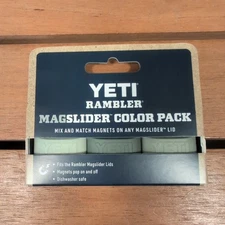 YETI
RAMBLER
MAGSLIDER COLOR PACK
MIX AND MATCH MAGNETS ON ANY MAGSLIDER™ LID
• Fits the Rambler Magslider Lids
• Magnets pop on and off
• Dishwasher safe